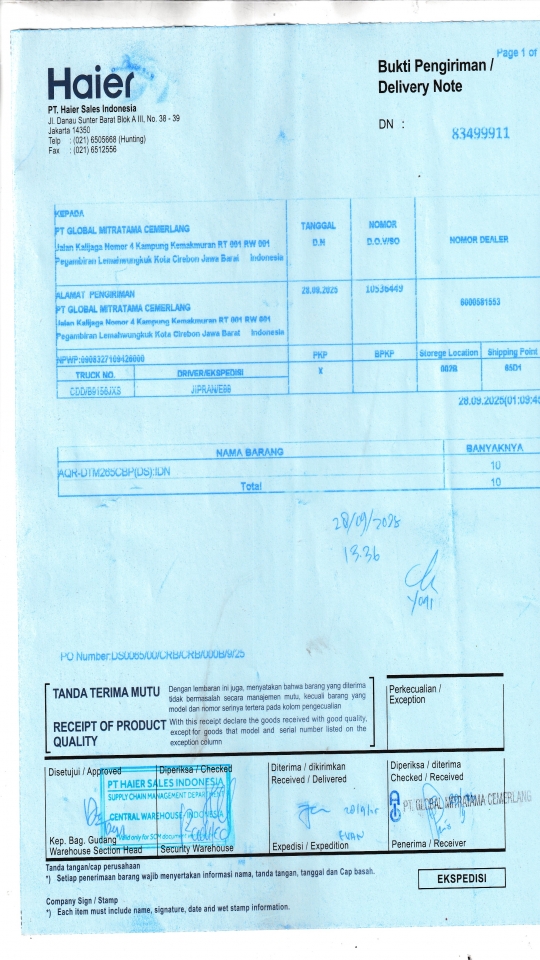 Page 1 of
Haier
PT. Haier Sales Indonesia
Jl. Danau Sunter Barat Blok A III, No. 38 - 39
Jakarta 14350
Telp : (021) 6505668 (Hunting)
Fax : (021) 6512556
Bukti Pengiriman /
Delivery Note
DN :
83499911
KEPADA
PT GLOBAL MITRATAMA CEMERLANG
Jalan Kalijaga Nomor 4 Kampung Kemakmuran RT 001 RW 001
Pegambiran Lemahwungkuk Kota Cirebon Jawa Barat Indonesia
TANGGAL
D.N
NOMOR
D.O.V/SO
NOMOR DEALER
ALAMAT PENGIRIMAN
PT GLOBAL MITRATAMA CEMERLANG
Jalan Kalijaga Nomor 4 Kampung Kemakmuran RT 001 RW 001
Pegambiran Lemahwungkuk Kota Cirebon Jawa Barat Indonesia
28.09.2025
10536449
PKP
BPKP
Storege Location
Shipping Point
TRUCK NO.
DRIVER/EKSPEDISI
X
002B
65D1
28.09.2025(01:09:4
NAMA BARANG
BANYAKNYA
AQR-DTM265CBP(DS):IDN
10
Total
10
28/09/2025
13.36
PO Number:DS0065/00/CRB/CRB/000B/9/25
TANDA TERIMA MUTU
RECEIPT OF PRODUCT QUALITY
Dengan lembaran ini juga, menyatakan bahwa barang yang diterima
tidak bermasalah secara manajemen mutu, kecuali barang yang
model dan nomor serinya tertera pada kolom pengecualian
With this receipt declare the goods received with good quality,
except for goods that model and serial number listed on the
exception column
Perkecualian /
Exception
Disetujui / Approved
Diperiksa / Checked
Diterima / dikirimkan
Received / Delivered
Diperiksa / diterima
Checked / Received
PT HAIER SALES INDONESIA
SUPPLY CHAIN MANAGEMENT DEPARTMENT
CENTRAL WAREHOUSE-INDONESIA
Valid only for SCM document
PT. GLOBAL MITRATAMA CEMERLANG
Kep. Bag. Gudang
Warehouse Section Head
Security Warehouse
Expedisi / Expedition
Penerima / Receiver
Tanda tangan/cap perusahaan
*) Setiap penerimaan barang wajib menyertakan informasi nama, tanda tangan, tanggal dan Cap basah.
Company Sign / Stamp
*) Each item must include name, signature, date and wet stamp information.
EKSPEDISI